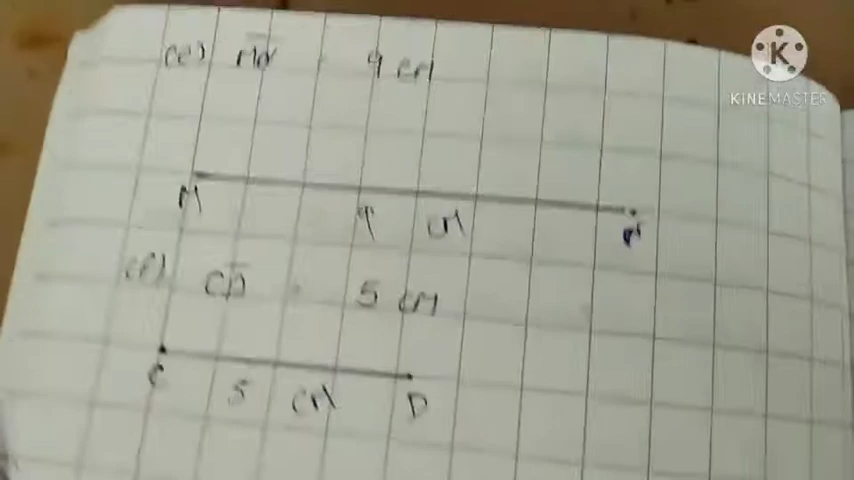 (e) MN 9 cm
M 9 cm N
(f) CD 5 cm
C 5 cm D
K
KINEMASTER